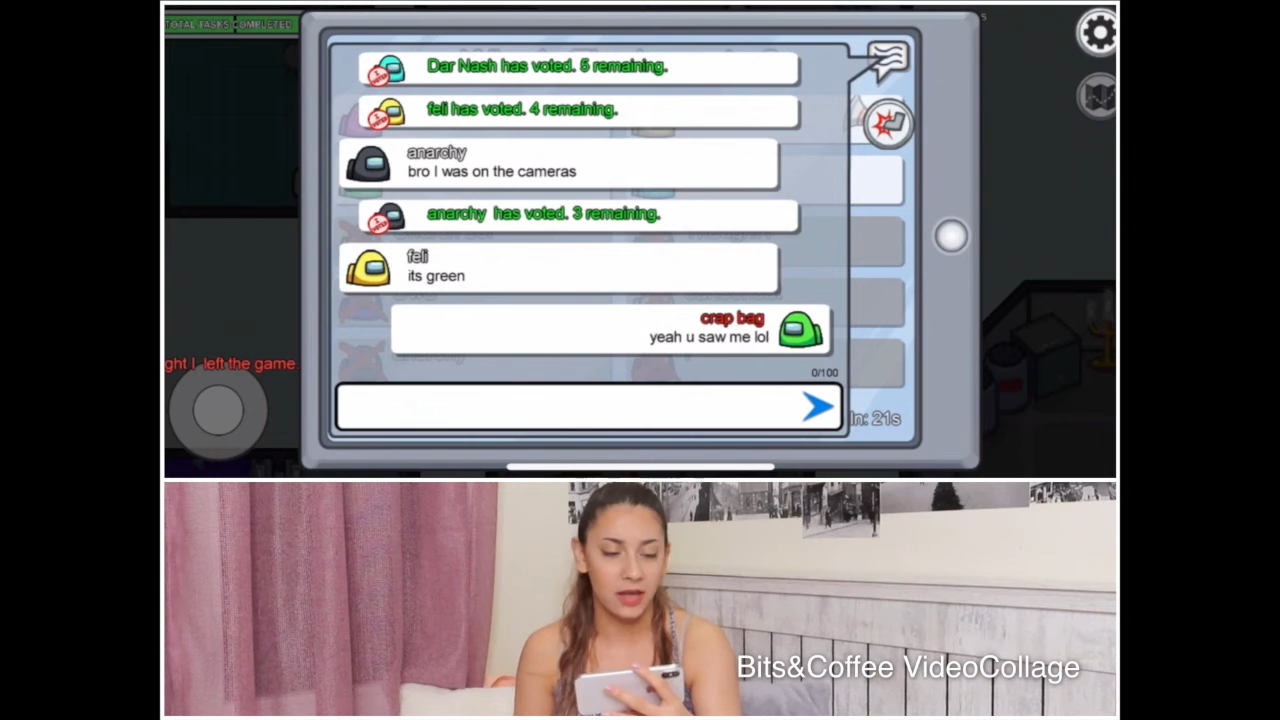 TOTAL TASKS COMPLETED
Dar Nash has voted. 5 remaining.
feli has voted. 4 remaining.
anarchy
bro I was on the cameras
anarchy has voted. 3 remaining.
feli
its green
crap bag
yeah u saw me lol
ght I left the game.
0/100
In: 21s
Bits&Coffee VideoCollage